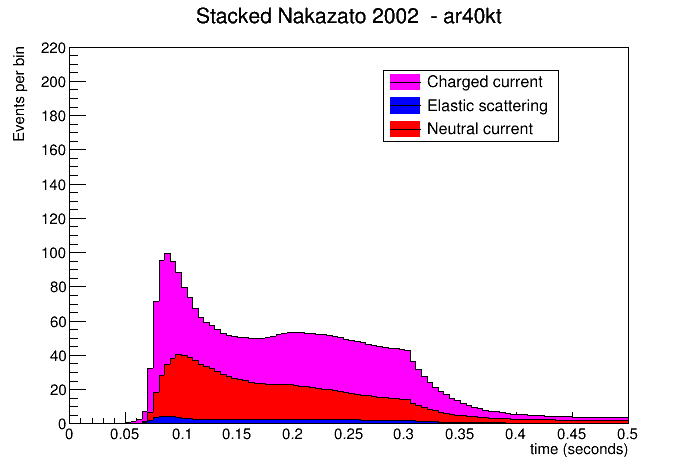 Stacked Nakazato 2002 - ar40kt
Events per bin
220
200
180
160
140
120
100
80
60
40
20
0
Charged current
Elastic scattering
Neutral current
0 0.05 0.1 0.15 0.2 0.25 0.3 0.35 0.4 0.45 0.5
time (seconds)